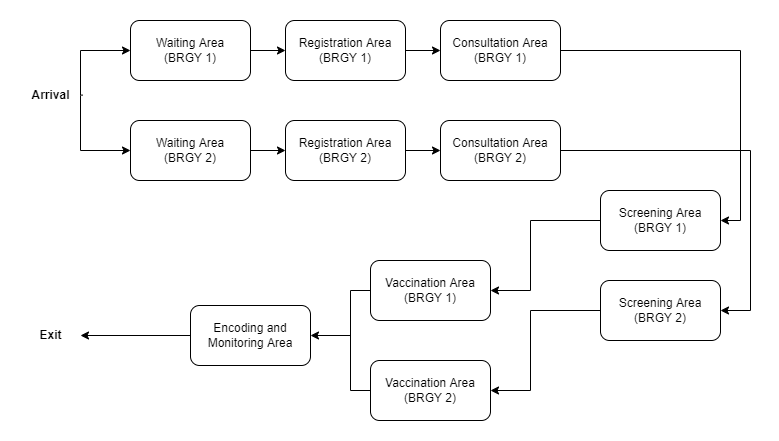 Waiting Area
(BRGY 1)
Registration Area
(BRGY 1)
Consultation Area
(BRGY 1)
Arrival
Waiting Area
(BRGY 2)
Registration Area
(BRGY 2)
Consultation Area
(BRGY 2)
Screening Area
(BRGY 1)
Screening Area
(BRGY 2)
Vaccination Area
(BRGY 1)
Vaccination Area
(BRGY 2)
Encoding and
Monitoring Area
Exit